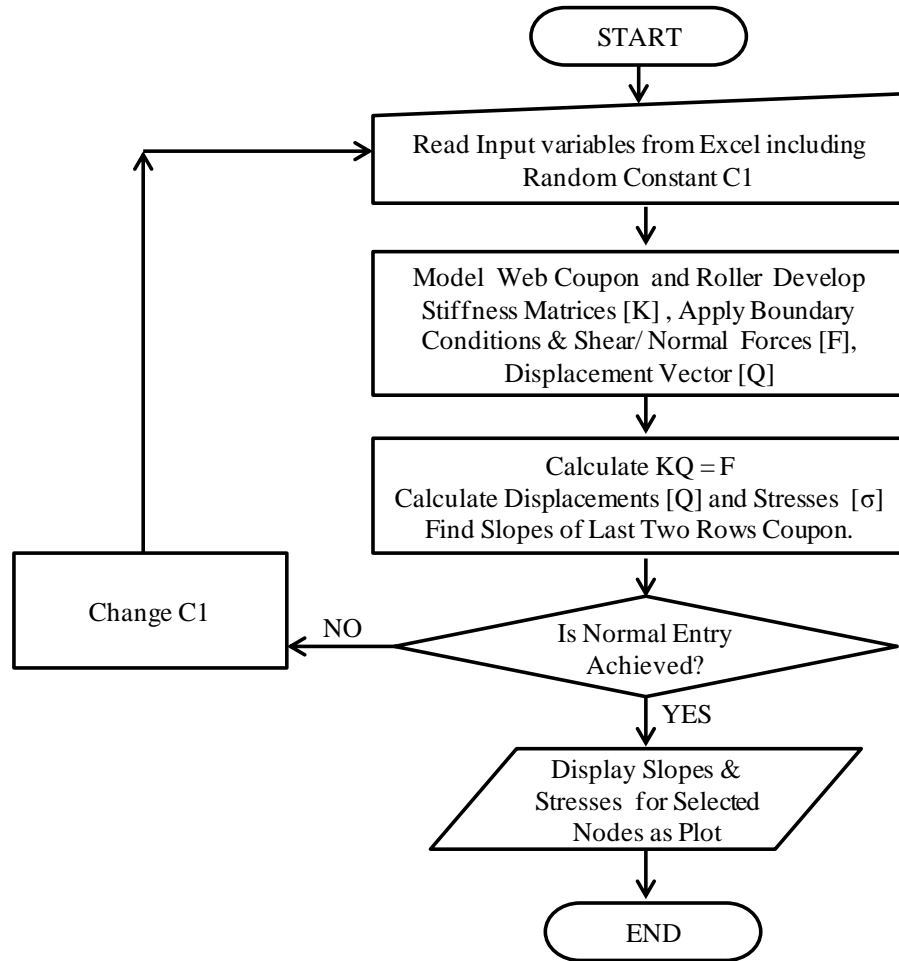 START
Read Input variables from Excel including
Random Constant C1
Model Web Coupon and Roller Develop
Stiffness Matrices [K] , Apply Boundary
Conditions & Shear/ Normal Forces [F],
Displacement Vector [Q]
Calculate KQ = F
Calculate Displacements [Q] and Stresses [σ]
Find Slopes of Last Two Rows Coupon.
Change C1
NO
Is Normal Entry
Achieved?
YES
Display Slopes &
Stresses for Selected
Nodes as Plot
END